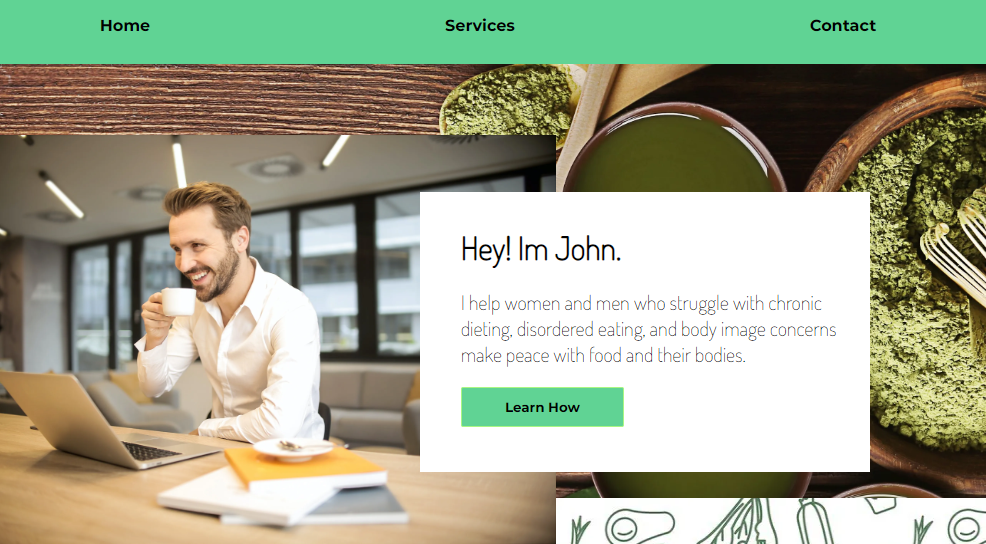 Home Services Contact
Hey! Im John.
I help women and men who struggle with chronic
dieting, disordered eating, and body image concerns
make peace with food and their bodies.
Learn How